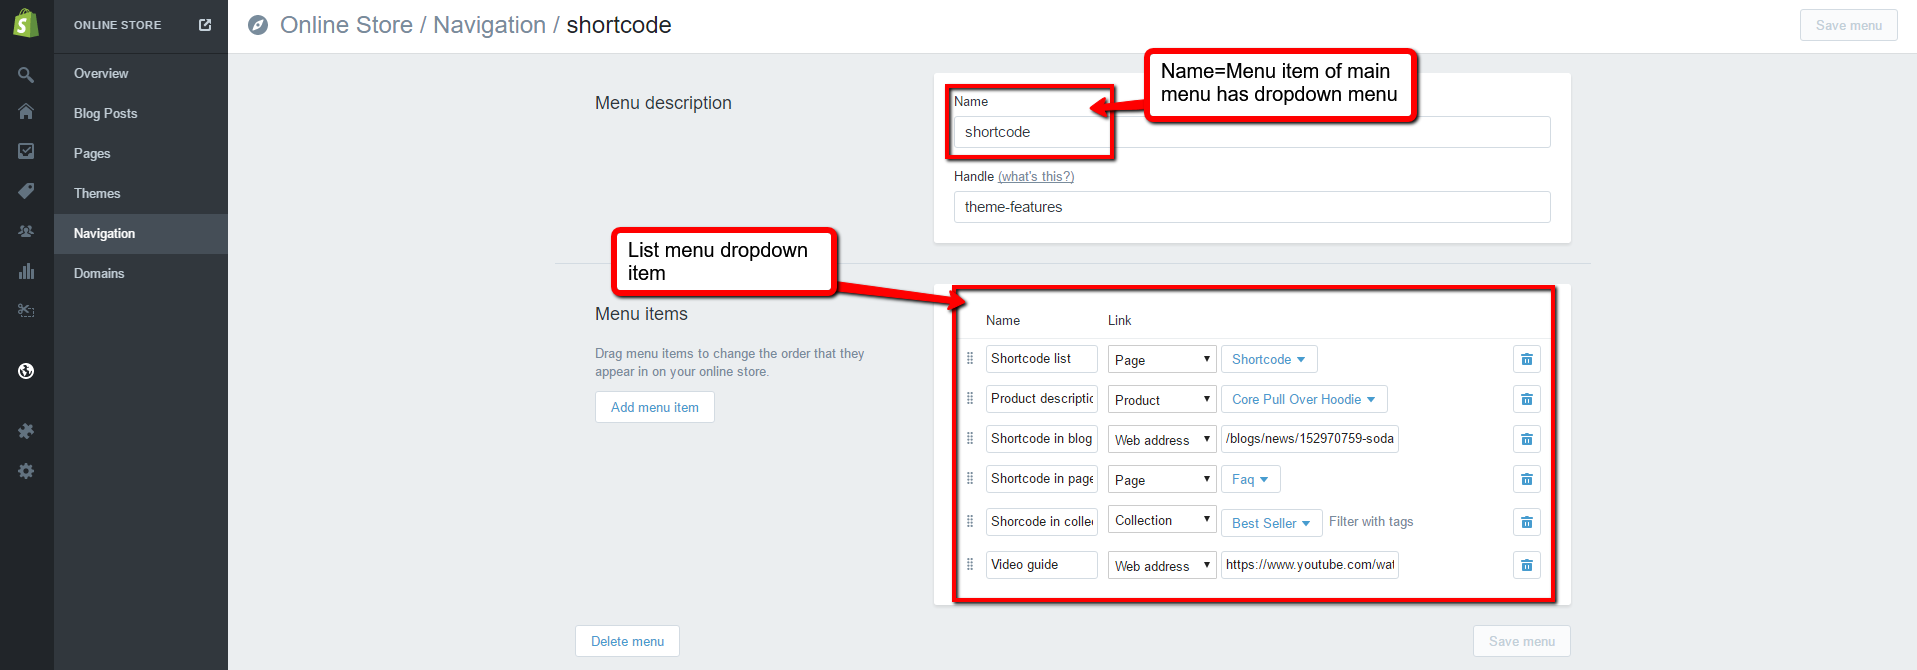 ONLINE STORE
Overview
Blog Posts
Pages
Themes
Navigation
Domains
Online Store / Navigation / shortcode
Save menu
Name=Menu item of main
menu has dropdown menu
Menu description
Name
shortcode
Handle (what's this?)
theme-features
List menu dropdown
item
Menu items
Drag menu items to change the order that they
appear in on your online store.
Add menu item
Name Link
Shortcode list Page Shortcode
Product descriptic Product Core Pull Over Hoodie
Shortcode in blog Web address /blogs/news/152970759-soda
Shortcode in page Page Faq
Shorcode in collec Collection Best Seller Filter with tags
Video guide Web address https://www.youtube.com/wat
Delete menu
Save menu